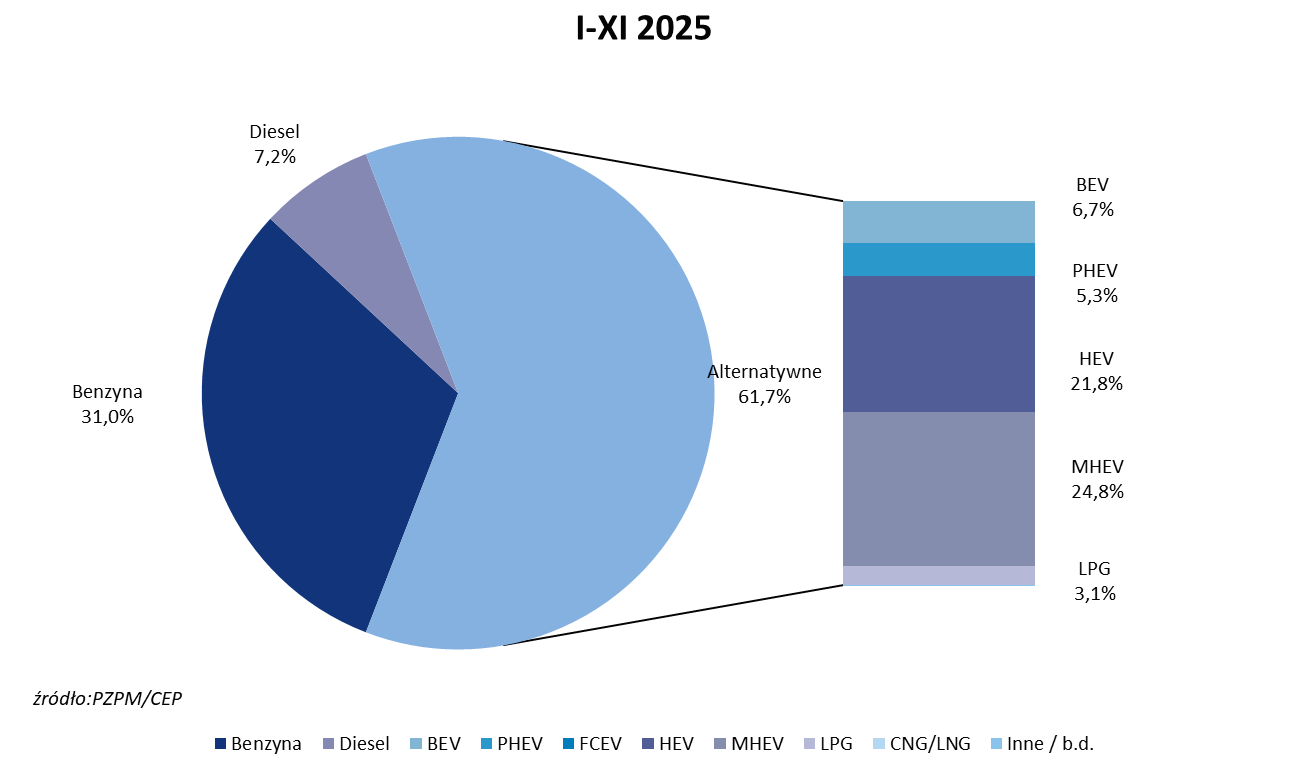 I-XI 2025
Diesel
7,2%
Benzyna
31,0%
Alternatywne
61,7%
BEV
6,7%
PHEV
5,3%
HEV
21,8%
MHEV
24,8%
LPG
3,1%
źródło:PZPM/CEP
Benzyna Diesel BEV PHEV FCEV HEV MHEV LPG CNG/LNG Inne / b.d.